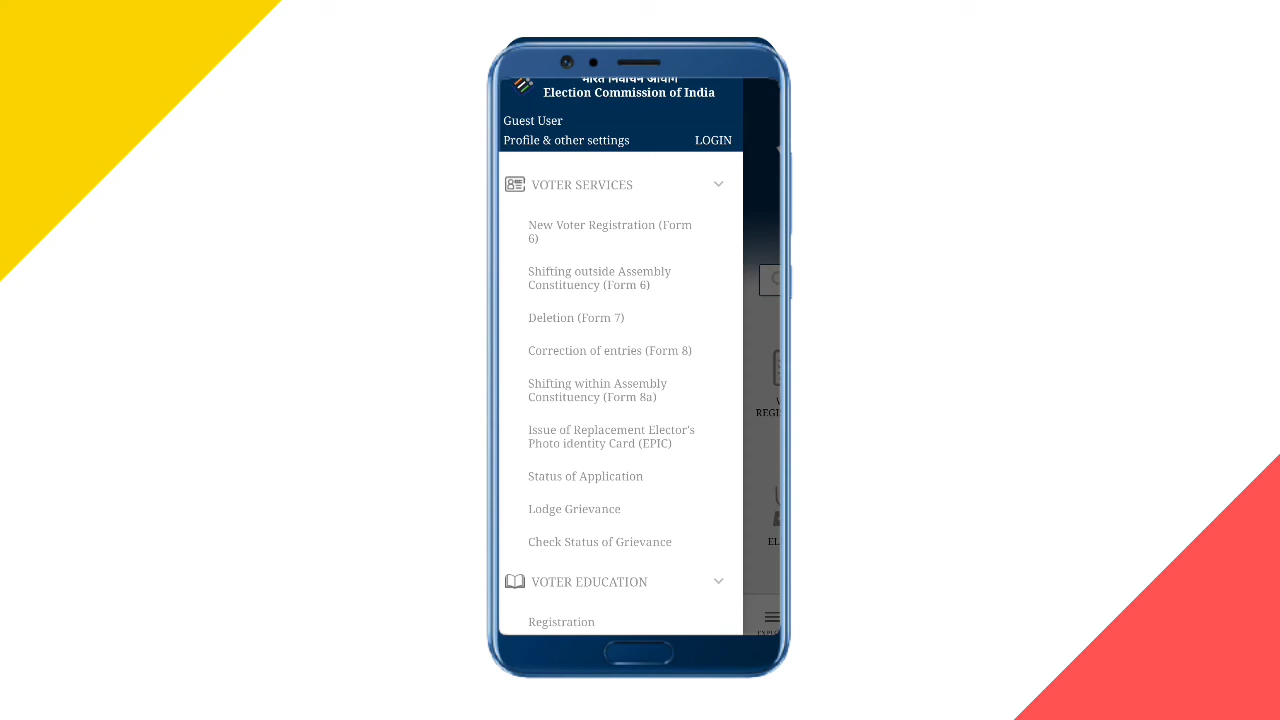 भारत निर्वाचन आयोग
Election Commission of India
Guest User
Profile & other settings LOGIN
VOTER SERVICES
New Voter Registration (Form
6)
Shifting outside Assembly
Constituency (Form 6)
Deletion (Form 7)
Correction of entries (Form 8)
Shifting within Assembly
Constituency (Form 8a)
Issue of Replacement Elector's
Photo identity Card (EPIC)
Status of Application
Lodge Grievance
Check Status of Grievance
VOTER EDUCATION
Registration